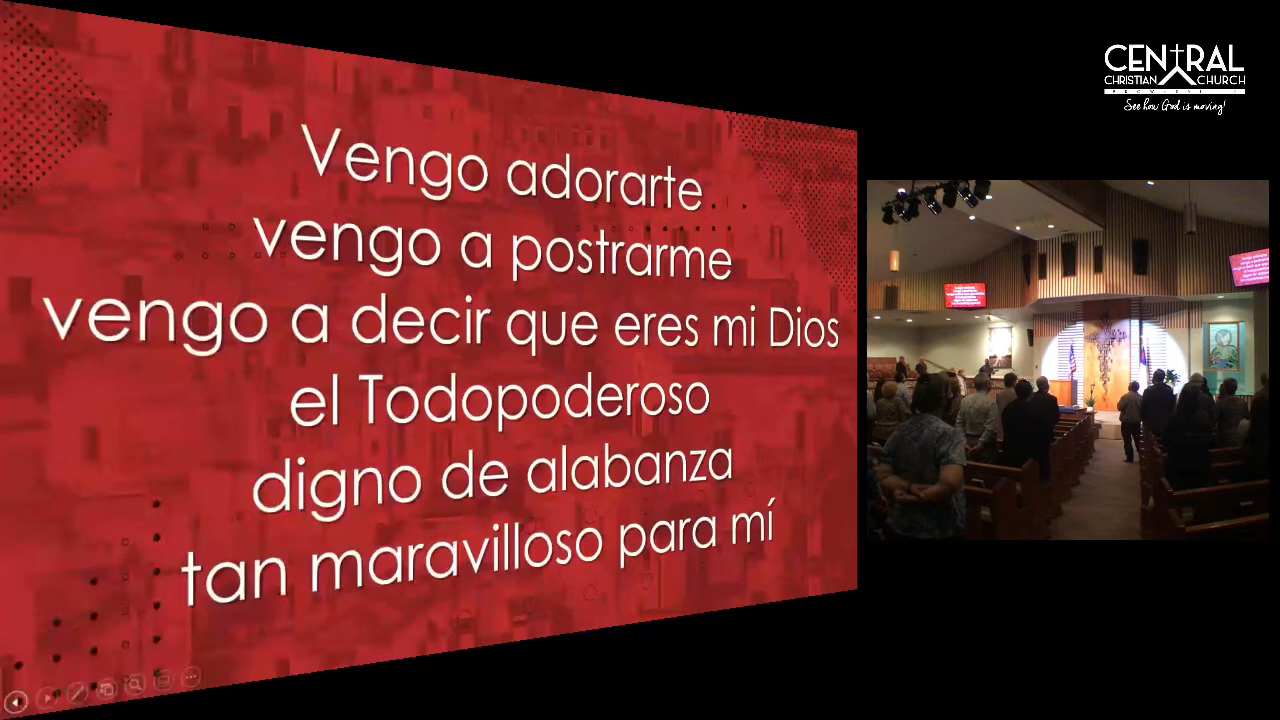 Vengo adorarte
vengo a postrarme
vengo a decir que eres mi Dios
el Todopoderoso
digno de alabanza
tan maravilloso para mí
CENTRAL
CHRISTIAN CHURCH
See how God is moving!